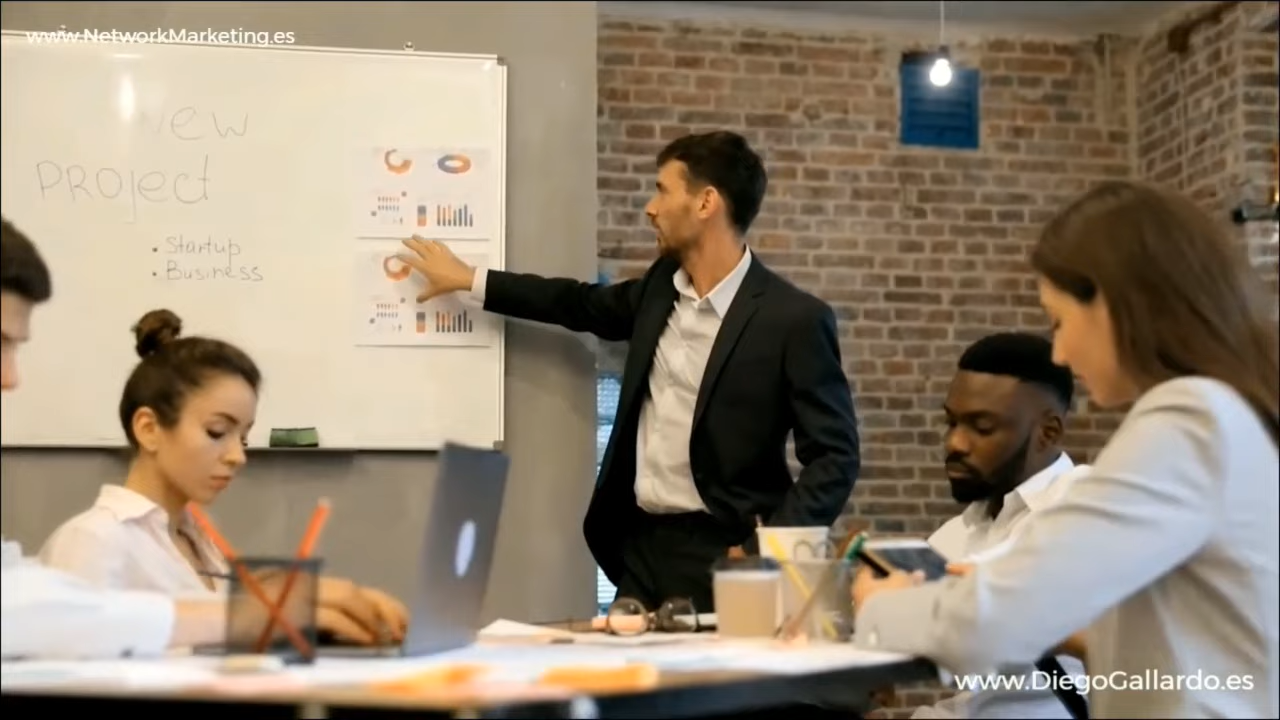 www.NetworkMarketing.es
New
PROJECT
• Startup
• Business
www.DiegoGallardo.es